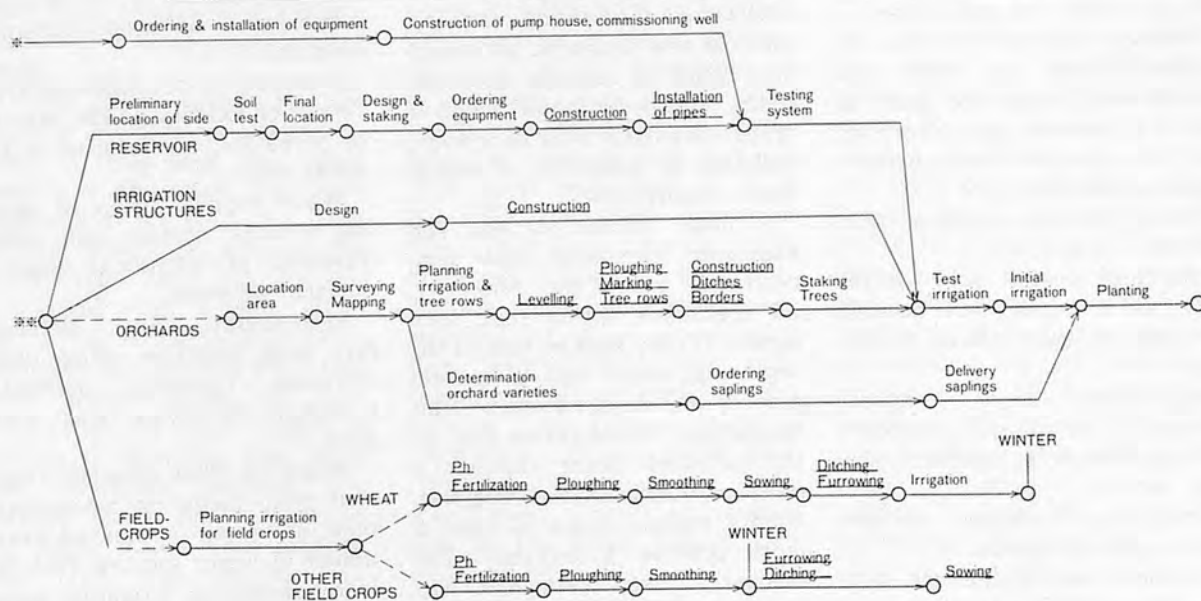 Ordering & installation of equipment
Construction of pump house, commissioning well
Preliminary
location of side
RESERVOIR
Soil
test
Final
location
Design &
staking
Ordering
equipment
Construction
Installation
of pipes
Testing
system
IRRIGATION
STRUCTURES
Design
Construction
ORCHARDS
Location
area
Surveying
Mapping
Planning
irrigation &
tree rows
Levelling
Ploughing
Marking
Tree rows
Construction
Ditches
Borders
Staking
Trees
Test
irrigation
Initial
irrigation
Planting
Determination
orchard varieties
Ordering
saplings
Delivery
saplings
FIELD-
CROPS
Planning irrigation
for field crops
WHEAT
Ph.
Fertilization
Ploughing
Smoothing
Sowing
Ditching
Furrowing
Irrigation
WINTER
OTHER
FIELD CROPS
Ph.
Fertilization
Ploughing
Smoothing
WINTER
Furrowing
Ditching
Sowing